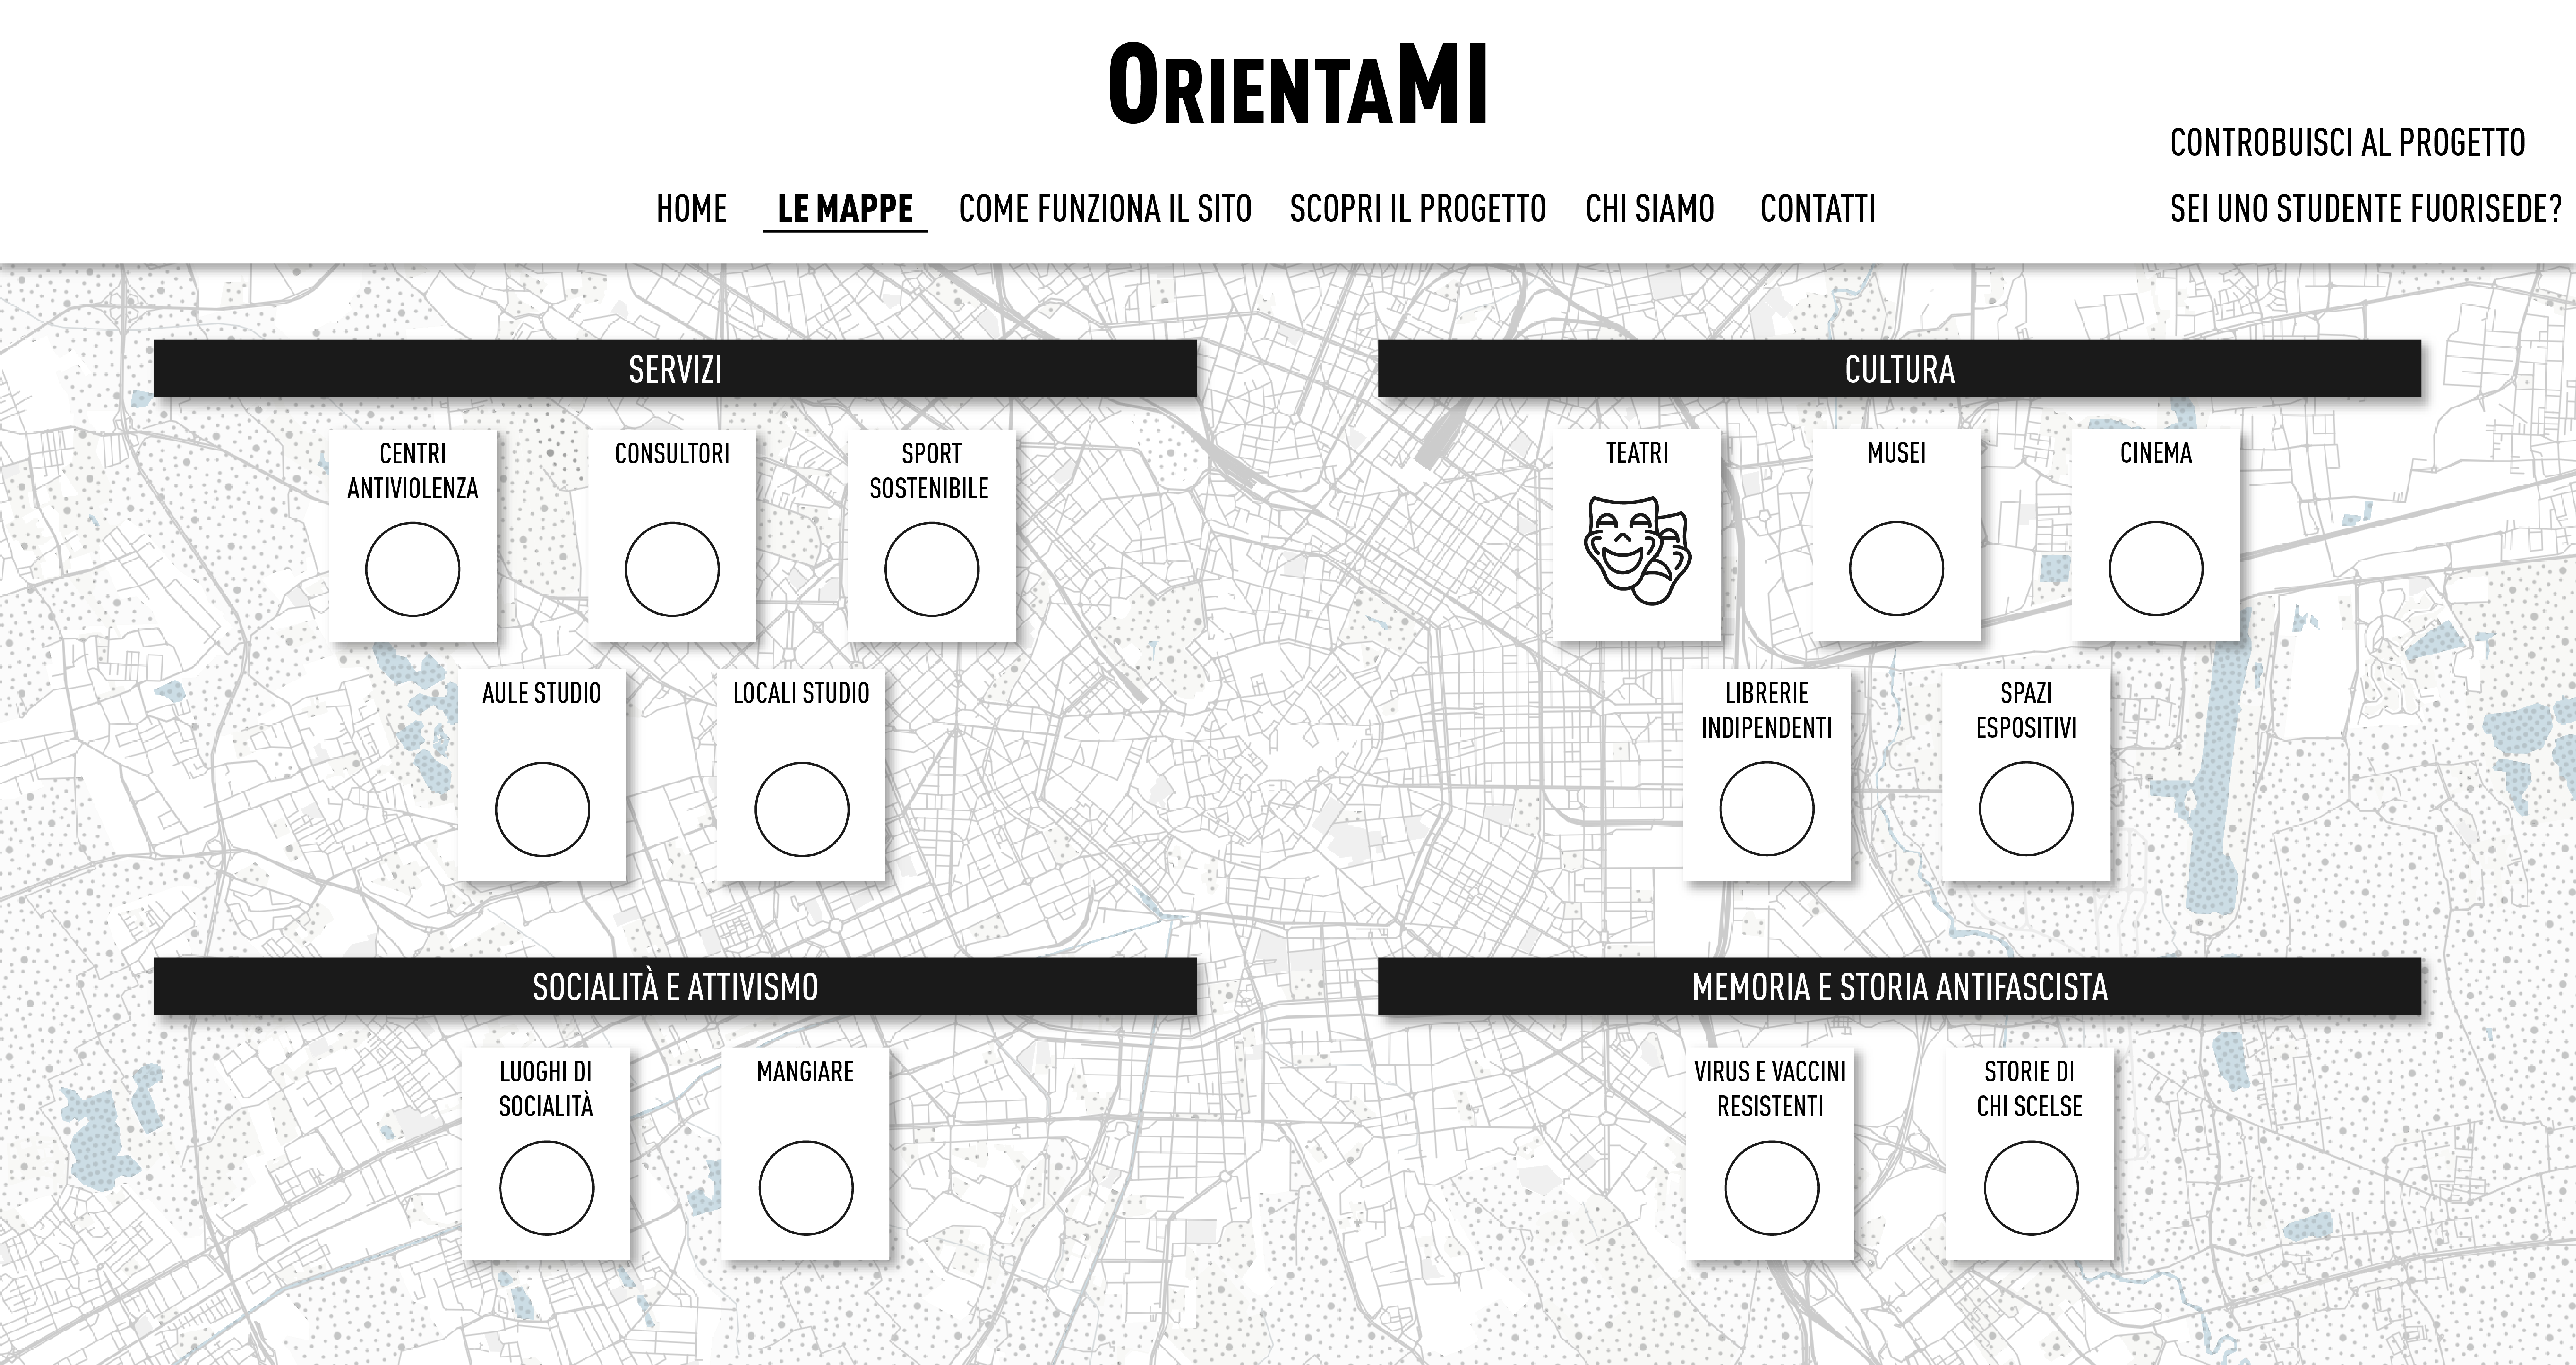 ORIENTAMI
CONTROBUISCI AL PROGETTO
HOME LE MAPPE COME FUNZIONA IL SITO SCOPRI IL PROGETTO CHI SIAMO CONTATTI SEI UNO STUDENTE FUORISEDE?
SERVIZI
CENTRI
ANTIVIOLENZA
CONSULTORI
SPORT
SOSTENIBILE
AULE STUDIO
LOCALI STUDIO
CULTURA
TEATRI
MUSEI
CINEMA
LIBRERIE
INDIPENDENTI
SPAZI
ESPOSITIVI
SOCIALITÀ E ATTIVISMO
LUOGHI DI
SOCIALITÀ
MANGIARE
MEMORIA E STORIA ANTIFASCISTA
VIRUS E VACCINI
RESISTENTI
STORIE DI
CHI SCELSE